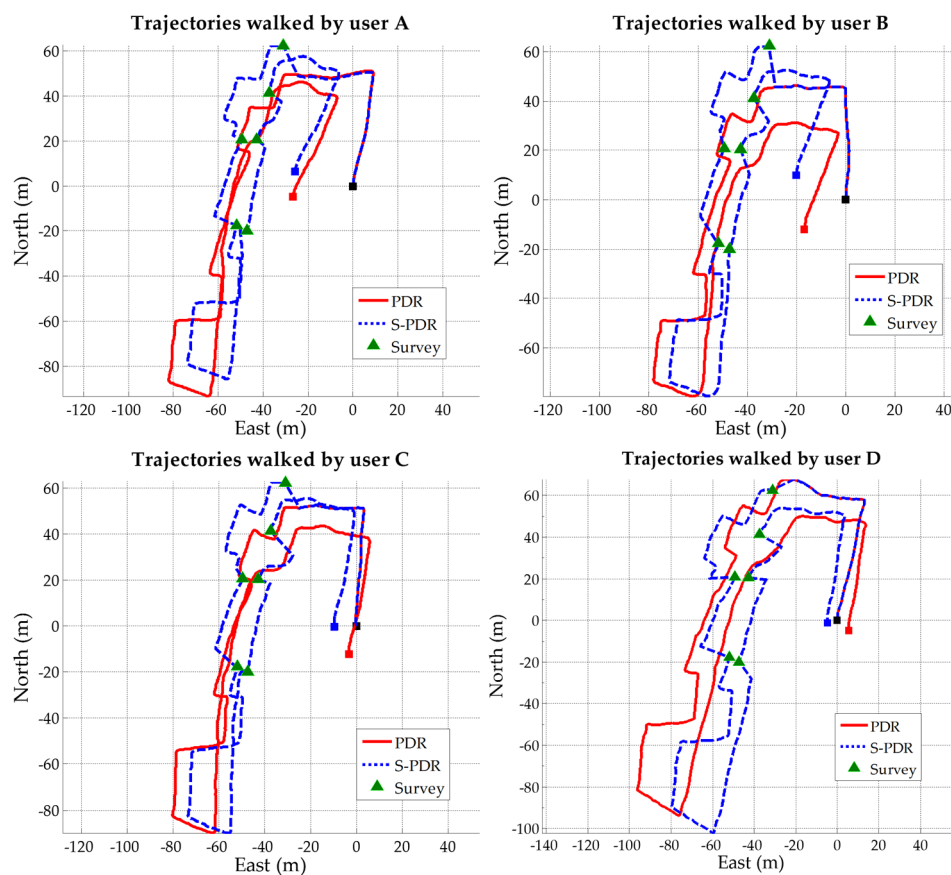 Trajectories walked by user A
60
40
20
0
-20
-40
-60
-80
North (m)
PDR
S-PDR
Survey
-120 -100 -80 -60 -40 -20 0 20 40
East (m)
Trajectories walked by user B
60
40
20
0
-20
-40
-60
North (m)
PDR
S-PDR
Survey
-120 -100 -80 -60 -40 -20 0 20 40
East (m)
Trajectories walked by user C
60
40
20
0
-20
-40
-60
-80
North (m)
PDR
S-PDR
Survey
-120 -100 -80 -60 -40 -20 0 20 40
East (m)
Trajectories walked by user D
60
40
20
0
-20
-40
-60
-80
-100
North (m)
PDR
S-PDR
Survey
-140 -120 -100 -80 -60 -40 -20 0 20 40
East (m)